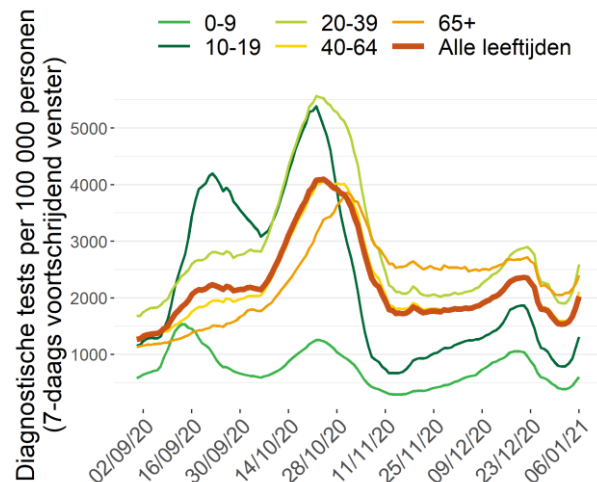 0-9 20-39 65+
10-19 40-64 Alle leeftijden
Diagnostische tests per 100 000 personen
(7-daags voortschrijdend venster)
5000
4000
3000
2000
1000
02/09/20 16/09/20 30/09/20 14/10/20 28/10/20 11/11/20 25/11/20 09/12/20 23/12/20 06/01/21